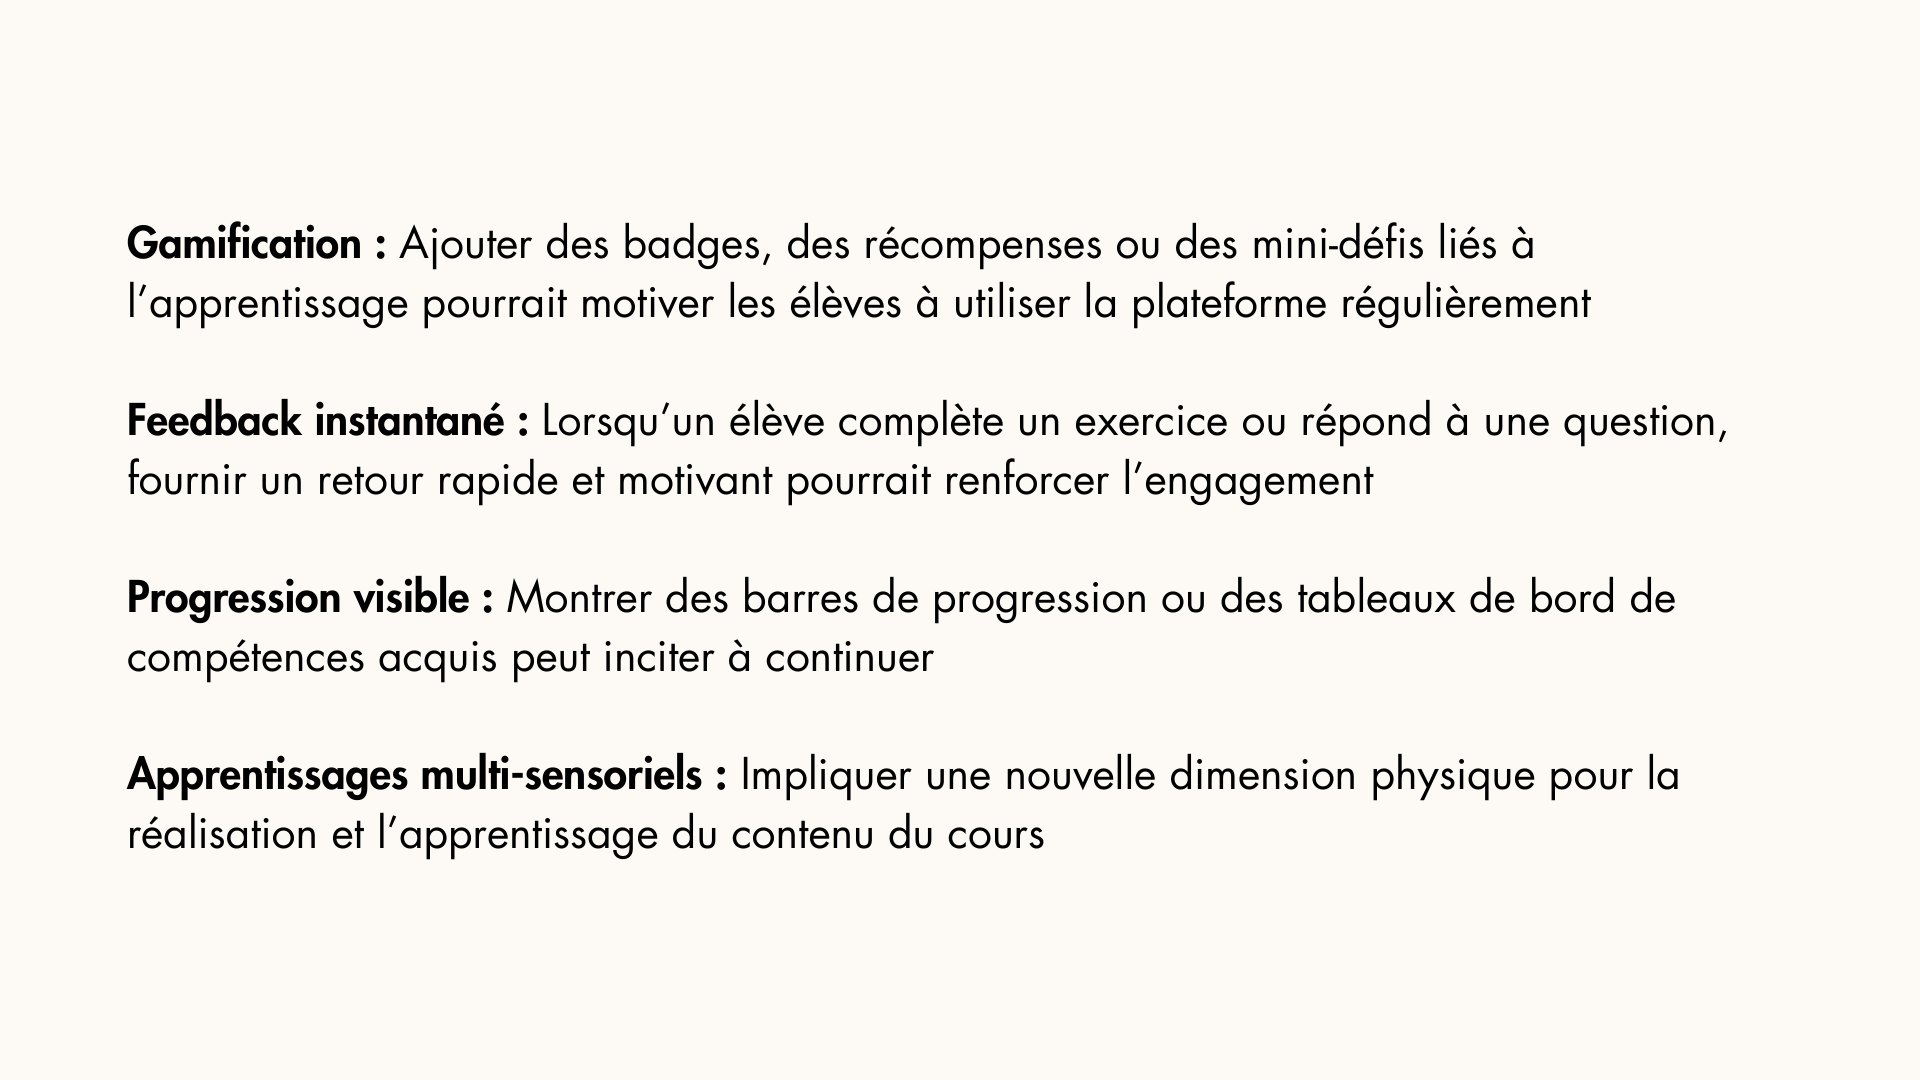 Gamification : Ajouter des badges, des récompenses ou des mini-défis liés à
l’apprentissage pourrait motiver les élèves à utiliser la plateforme régulièrement
Feedback instantané : Lorsqu’un élève complète un exercice ou répond à une question,
fournir un retour rapide et motivant pourrait renforcer l’engagement
Progression visible : Montrer des barres de progression ou des tableaux de bord de
compétences acquis peut inciter à continuer
Apprentissages multi-sensoriels : Impliquer une nouvelle dimension physique pour la
réalisation et l’apprentissage du contenu du cours